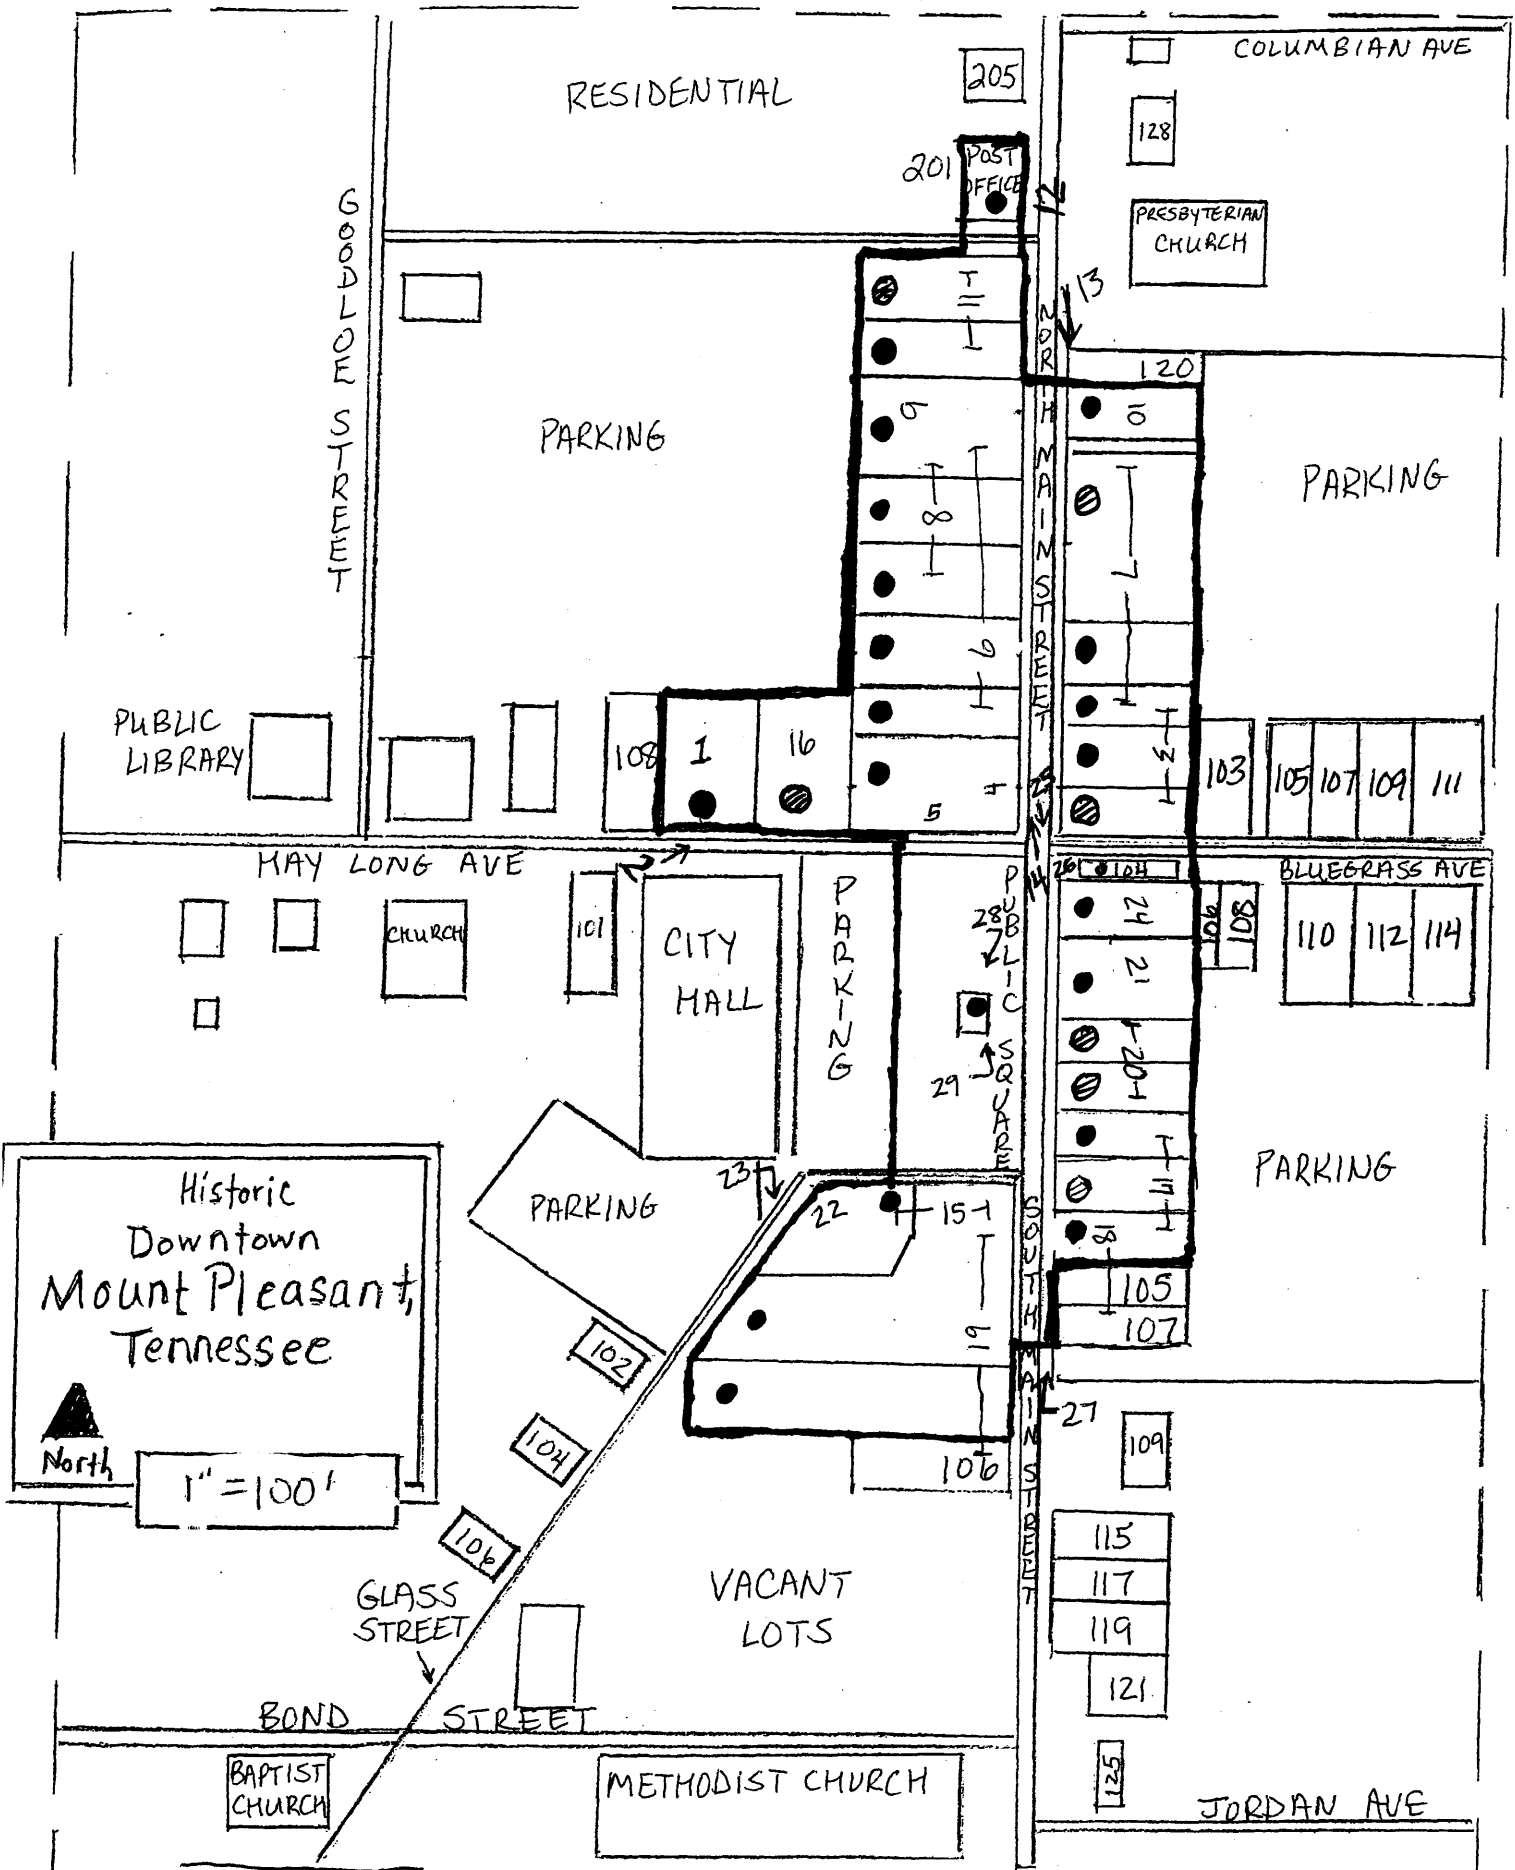 COLUMBIAN AVE
205
RESIDENTIAL
128
201
POST
OFFICE
12
PRESBYTERIAN
CHURCH
GOODLOE STREET
13
11
NORTH MAIN STREET
120
10
9
PARKING
PARKING
8
7
6
PUBLIC
LIBRARY
108
1
16
3
103
105
107
109
111
4
5
25
MAY LONG AVE
2
14
26
104
BLUEGRASS AVE
PARKING
PUBLIC SQUARE
28
24
106
108
110
112
114
CHURCH
101
CITY
HALL
21
29
20
PARKING
23
17
Historic
Downtown
Mount Pleasant,
Tennessee
North
1" = 100'
PARKING
22
15
SOUTH MAIN STREET
18
105
107
19
102
27
109
104
106
106
115
117
119
121
GLASS
STREET
VACANT
LOTS
BOND STREET
BAPTIST
CHURCH
METHODIST CHURCH
125
JORDAN AVE